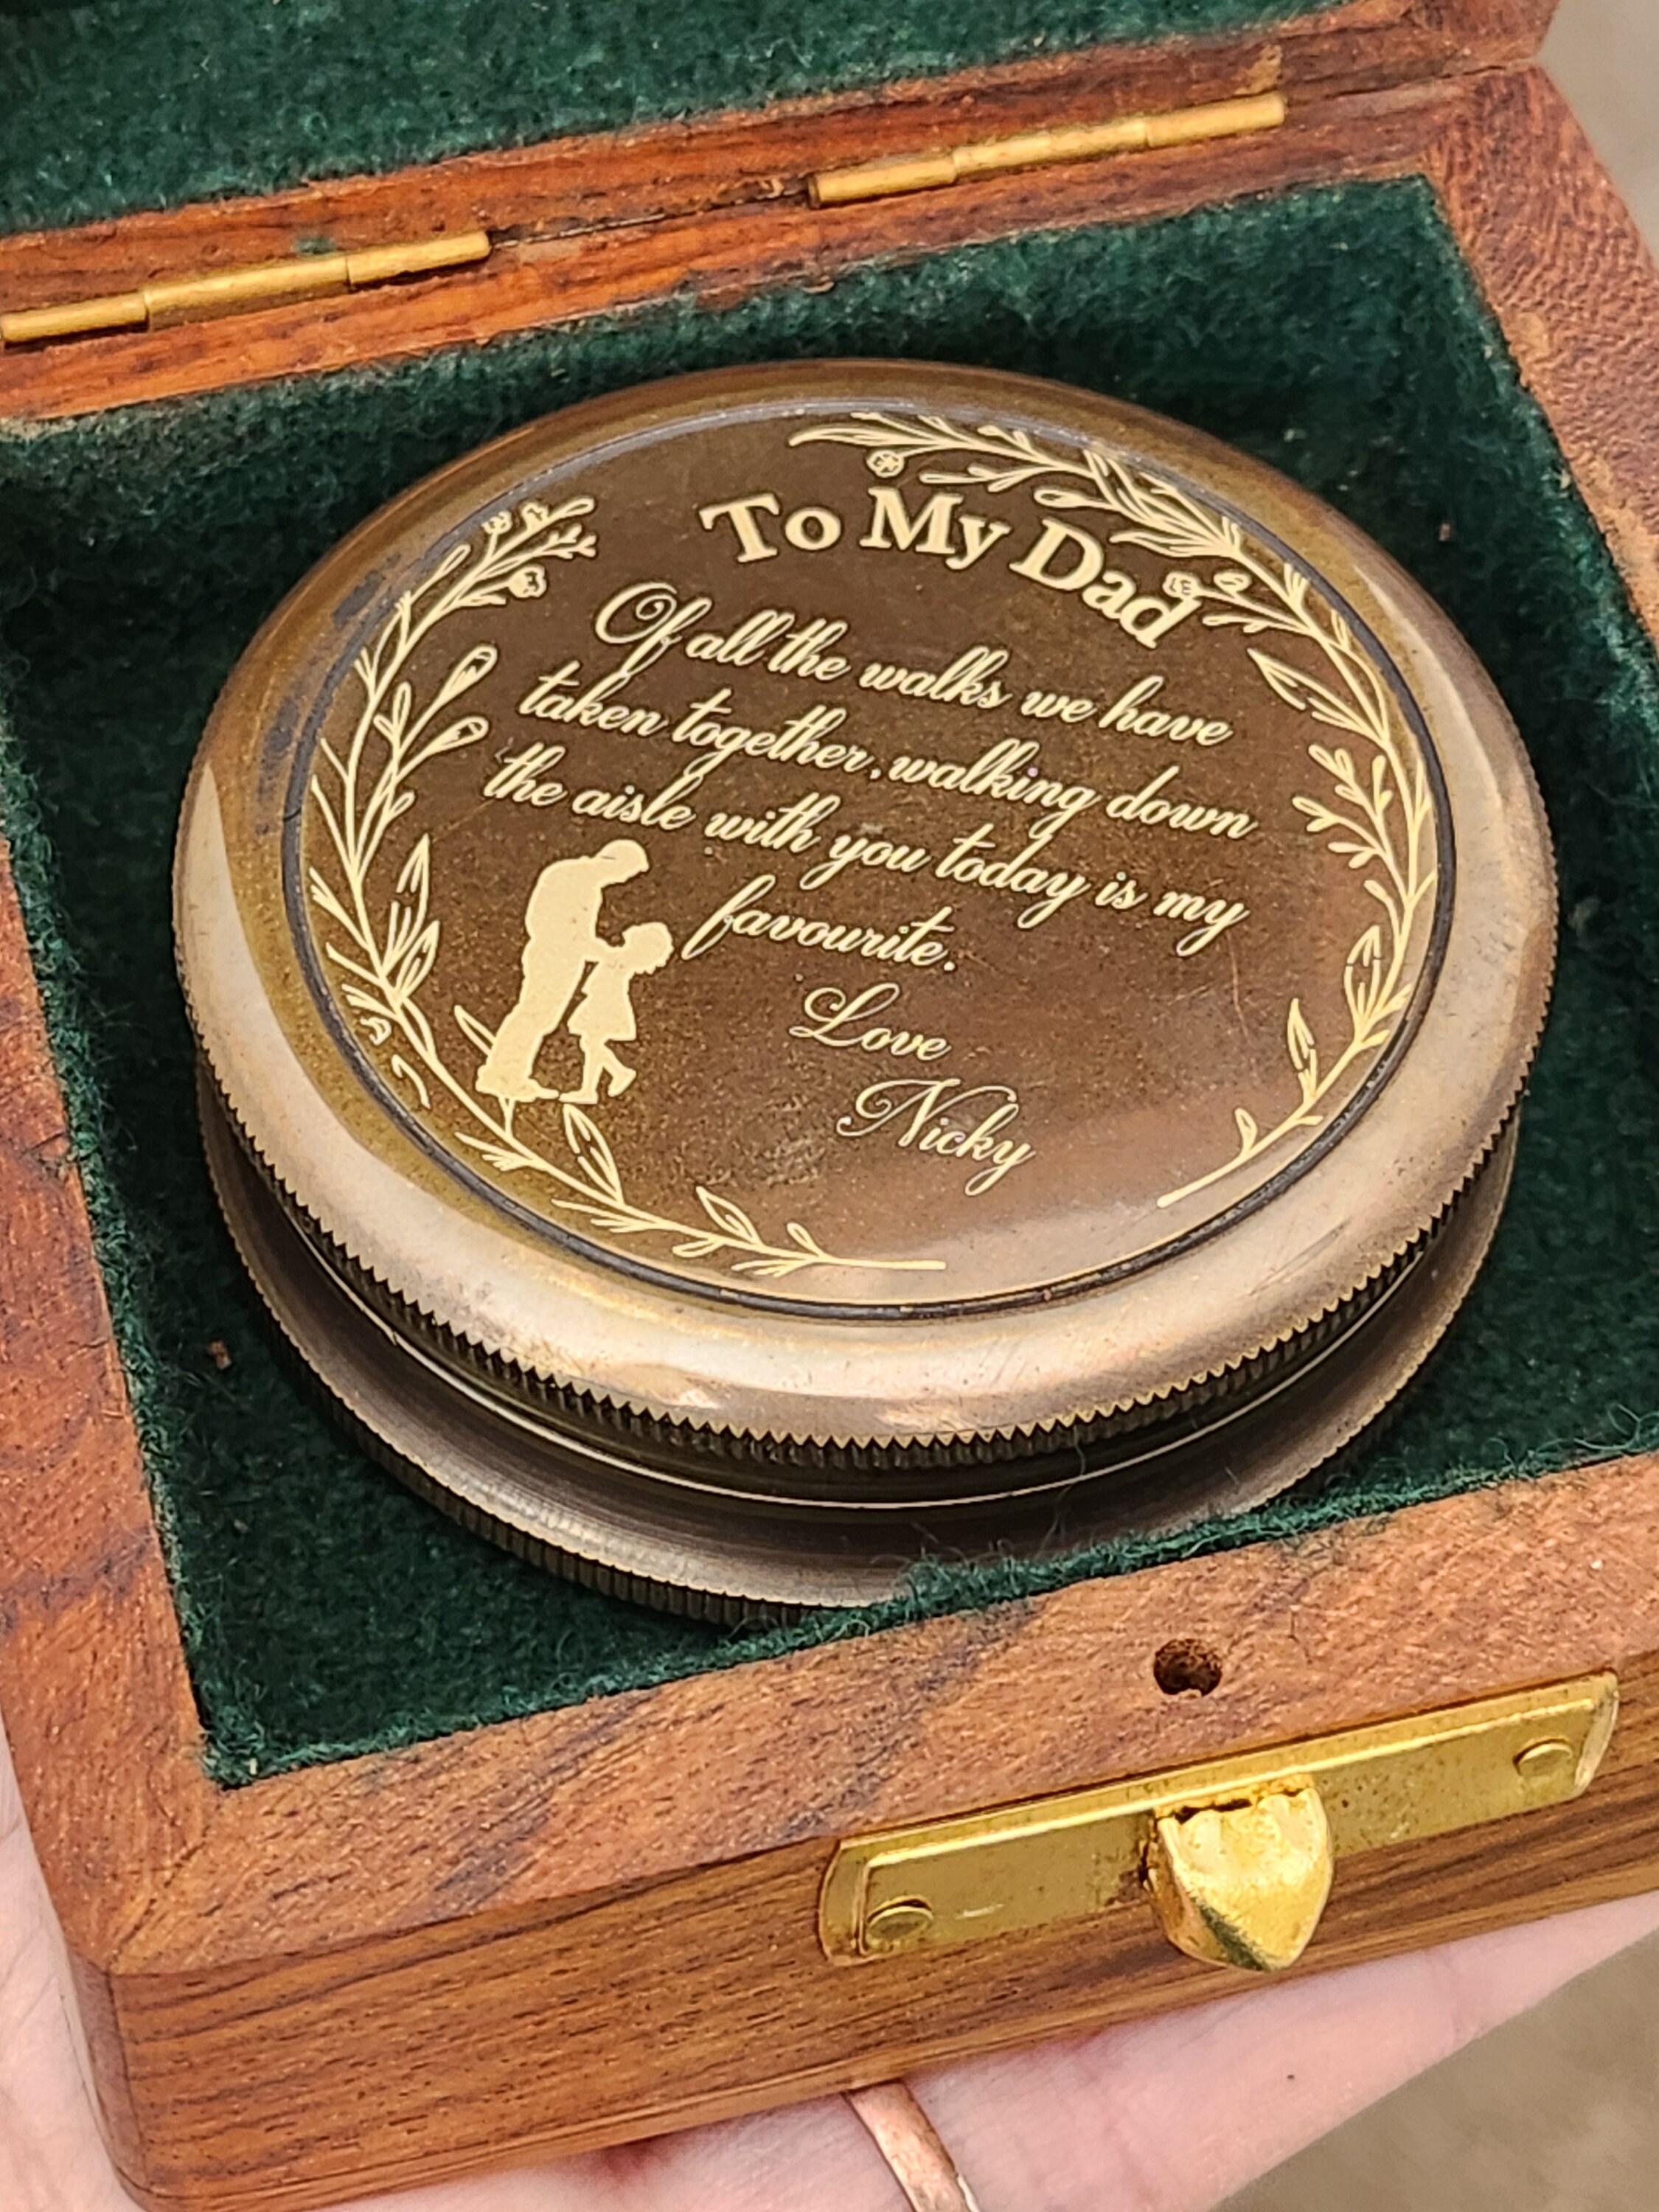 To My Dad
Of all the walks we have
taken together, walking down
the aisle with you today is my
favourite.
Love
Nicky